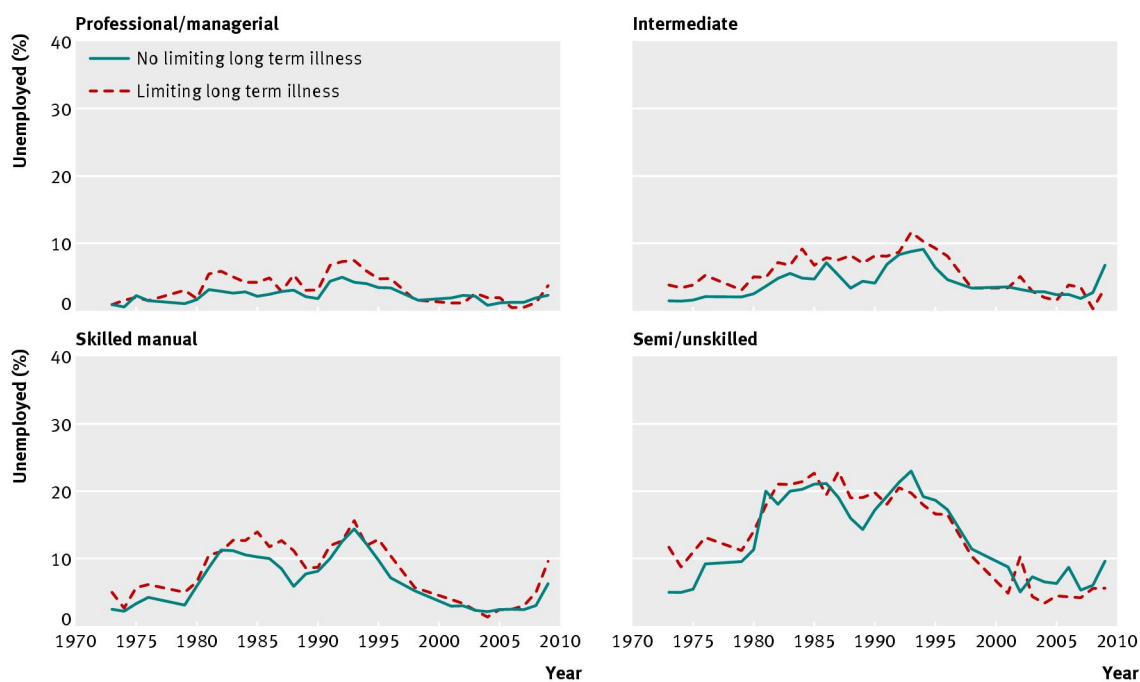 Professional/managerial
Unemployed (%)
40
30
20
10
0
No limiting long term illness
Limiting long term illness
Intermediate
Skilled manual
Unemployed (%)
40
30
20
10
0
1970 1975 1980 1985 1990 1995 2000 2005 2010
Year
Semi/unskilled
1970 1975 1980 1985 1990 1995 2000 2005 2010
Year